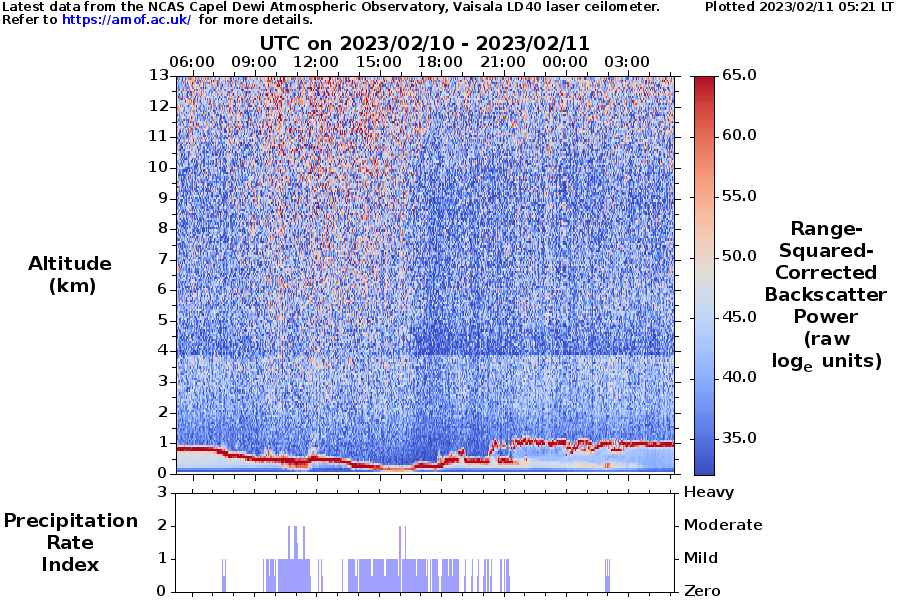 Latest data from the NCAS Capel Dewi Atmospheric Observatory, Vaisala LD40 laser ceilometer. Plotted 2023/02/11 05:21 LT
Refer to https://amof.ac.uk/ for more details.
UTC on 2023/02/10 - 2023/02/11
06:00 09:00 12:00 15:00 18:00 21:00 00:00 03:00
13
12
11
10
9
8
7
6
5
4
3
2
1
0
Altitude
(km)
65.0
60.0
55.0
50.0
45.0
40.0
35.0
Range-
Squared-
Corrected
Backscatter
Power
(raw
loge units)
Precipitation
Rate
Index
3
2
1
0
Heavy
Moderate
Mild
Zero